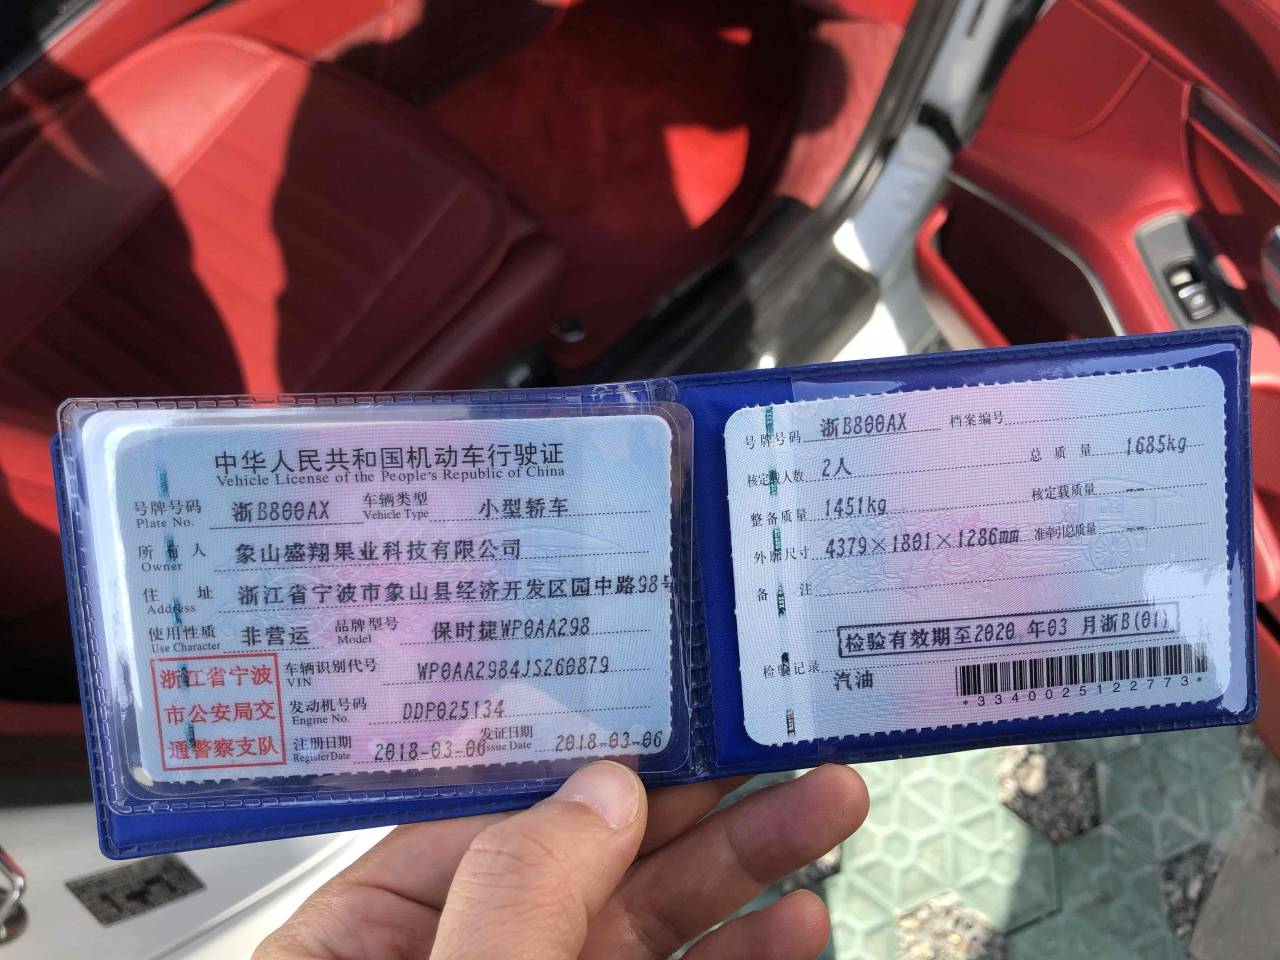 中华人民共和国机动车行驶证
Vehicle License of the People's Republic of China
号牌号码 浙B800AX 车辆类型 小型轿车
Plate No. Vehicle Type
所有人 象山盛翔果业科技有限公司
Owner
住址 浙江省宁波市象山县经济开发区园中路98号
Address
使用性质 非营运 品牌型号 保时捷WP0AA298
Use Character Model
浙江省宁波
市公安局交
通警察支队
车辆识别代号 WP0AA2984JS260879
VIN
发动机号码 DDP025134
Engine No.
注册日期 2018-03-06 发证日期 2018-03-06
Register Date Issue Date
号牌号码 浙B800AX 档案编号
核定载人数 2人 总质量 1685kg
整备质量 1451kg 核定载质量 --
外廓尺寸 4379×1801×1286mm 准牵引总质量 --
备注
检验有效期至2020 年03 月浙B(01)
检验记录
汽油
*3340025122773*